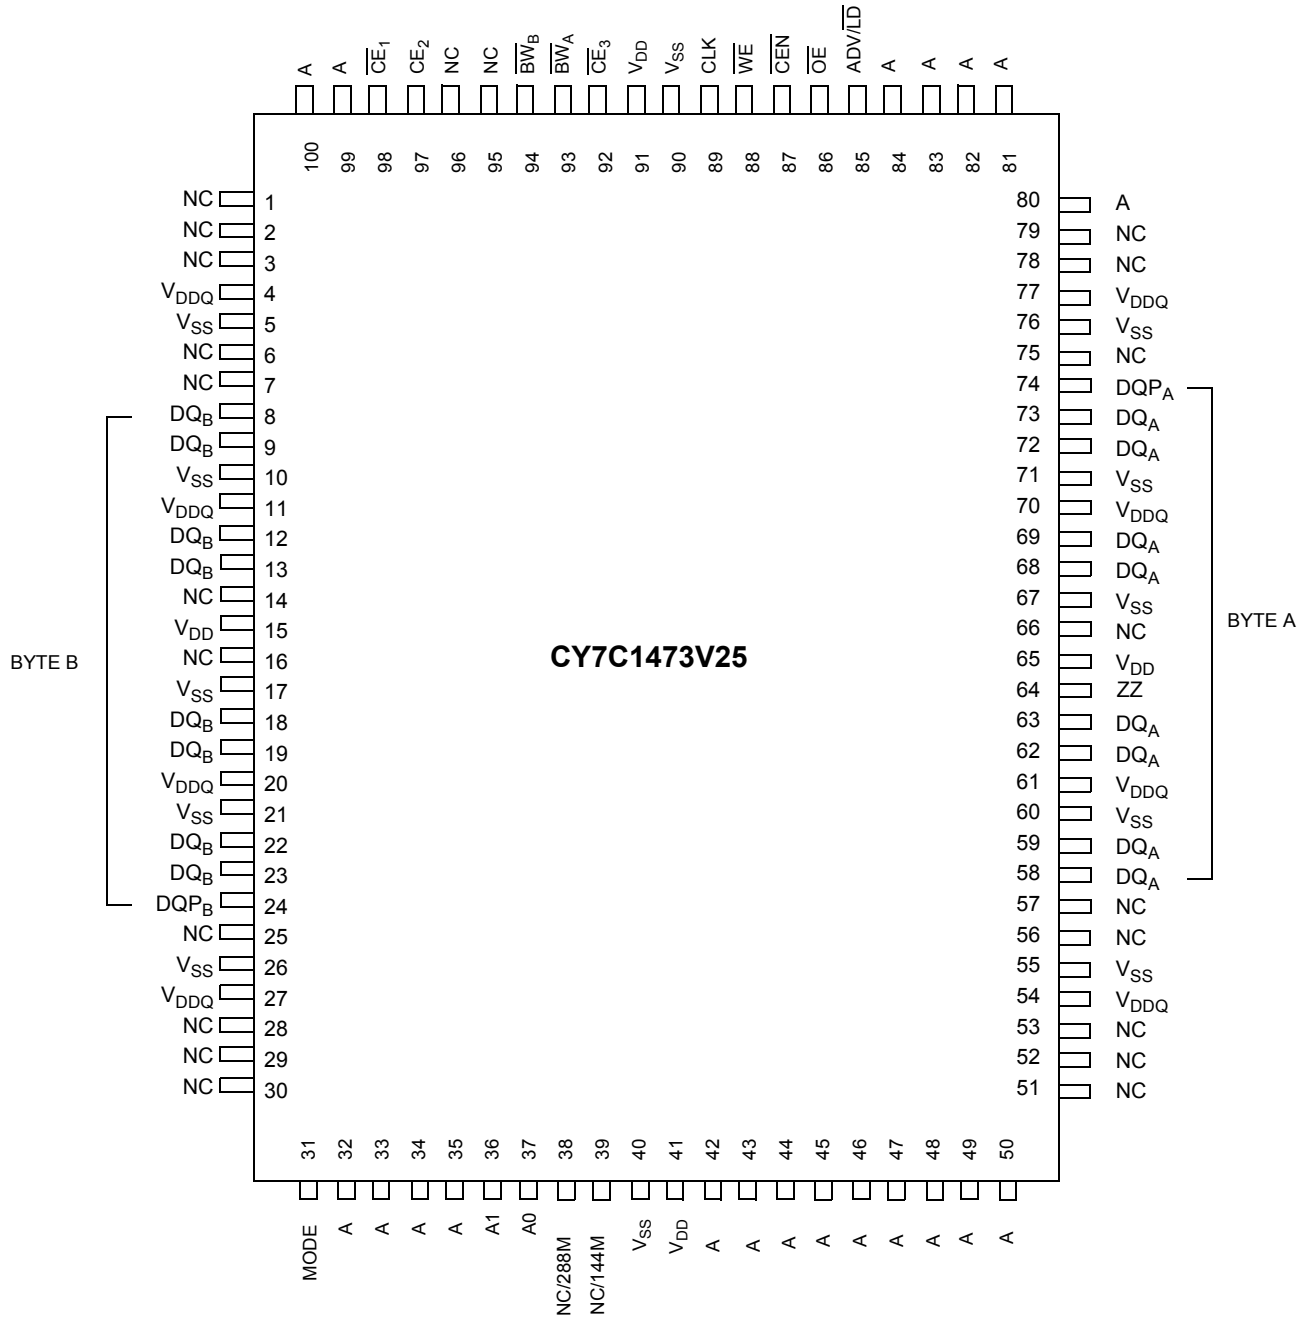 A A CE1 CE2 NC NC BWB BWA CE3 VDD VSS CLK WE CEN OE ADV/LD A A A A
100 99 98 97 96 95 94 93 92 91 90 89 88 87 86 85 84 83 82 81
NC 1 80 A
NC 2 79 NC
NC 3 78 NC
VDDQ 4 77 VDDQ
VSS 5 76 VSS
NC 6 75 NC
NC 7 74 DQPA
DQB 8 73 DQA
DQB 9 72 DQA
VSS 10 71 VSS
VDDQ 11 70 VDDQ
DQB 12 69 DQA
DQB 13 68 DQA
NC 14 67 VSS
BYTE A
VDD 15 66 NC
BYTE B
NC 16 65 VDD
CY7C1473V25
VSS 17 64 ZZ
DQB 18 63 DQA
DQB 19 62 DQA
VDDQ 20 61 VDDQ
VSS 21 60 VSS
DQB 22 59 DQA
DQB 23 58 DQA
DQPB 24 57 NC
NC 25 56 NC
VSS 26 55 VSS
VDDQ 27 54 VDDQ
NC 28 53 NC
NC 29 52 NC
NC 30 51 NC
31 32 33 34 35 36 37 38 39 40 41 42 43 44 45 46 47 48 49 50
MODE A A A A A1 A0 NC/288M NC/144M VSS VDD A A A A A A A A A